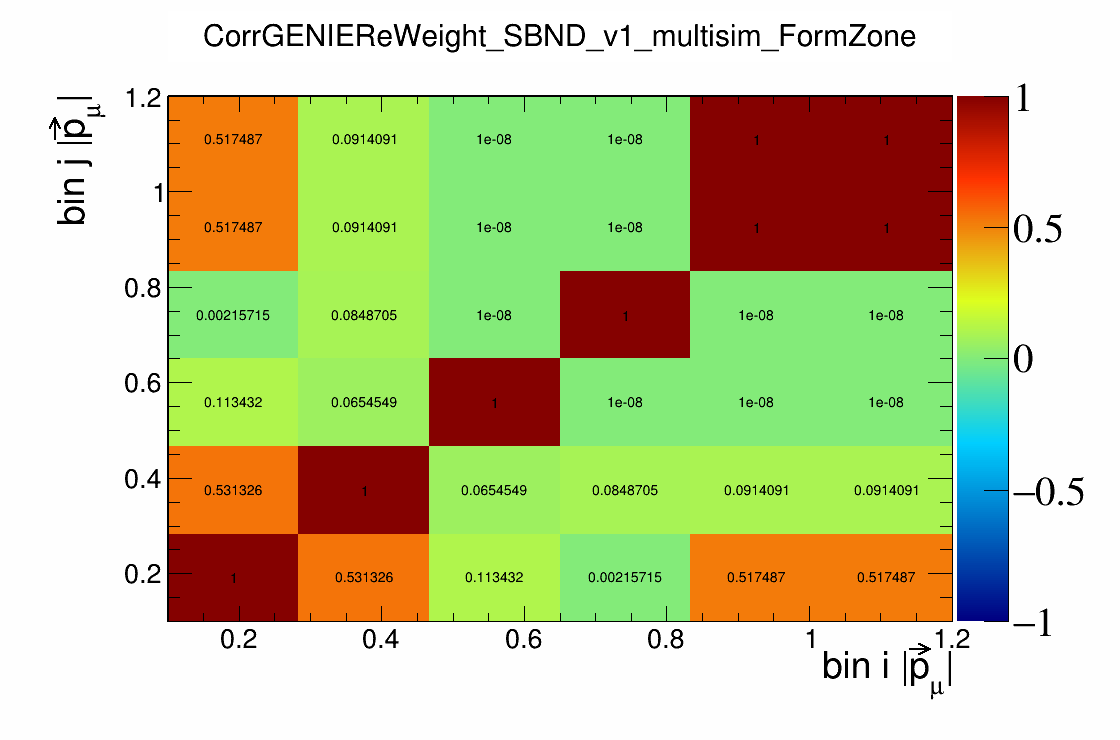 CorrGENIEReWeight_SBND_v1_multisim_FormZone
bin j |p⃗μ|
1.2
1
0.8
0.6
0.4
0.2
0.517487 0.0914091 1e-08 1e-08 1 1
0.517487 0.0914091 1e-08 1e-08 1 1
0.00215715 0.0848705 1e-08 1 1e-08 1e-08
0.113432 0.0654549 1 1e-08 1e-08 1e-08
0.531326 1 0.0654549 0.0848705 0.0914091 0.0914091
1 0.531326 0.113432 0.00215715 0.517487 0.517487
0.2 0.4 0.6 0.8 1 1.2
bin i |p⃗μ|
1
0.5
0
−0.5
−1